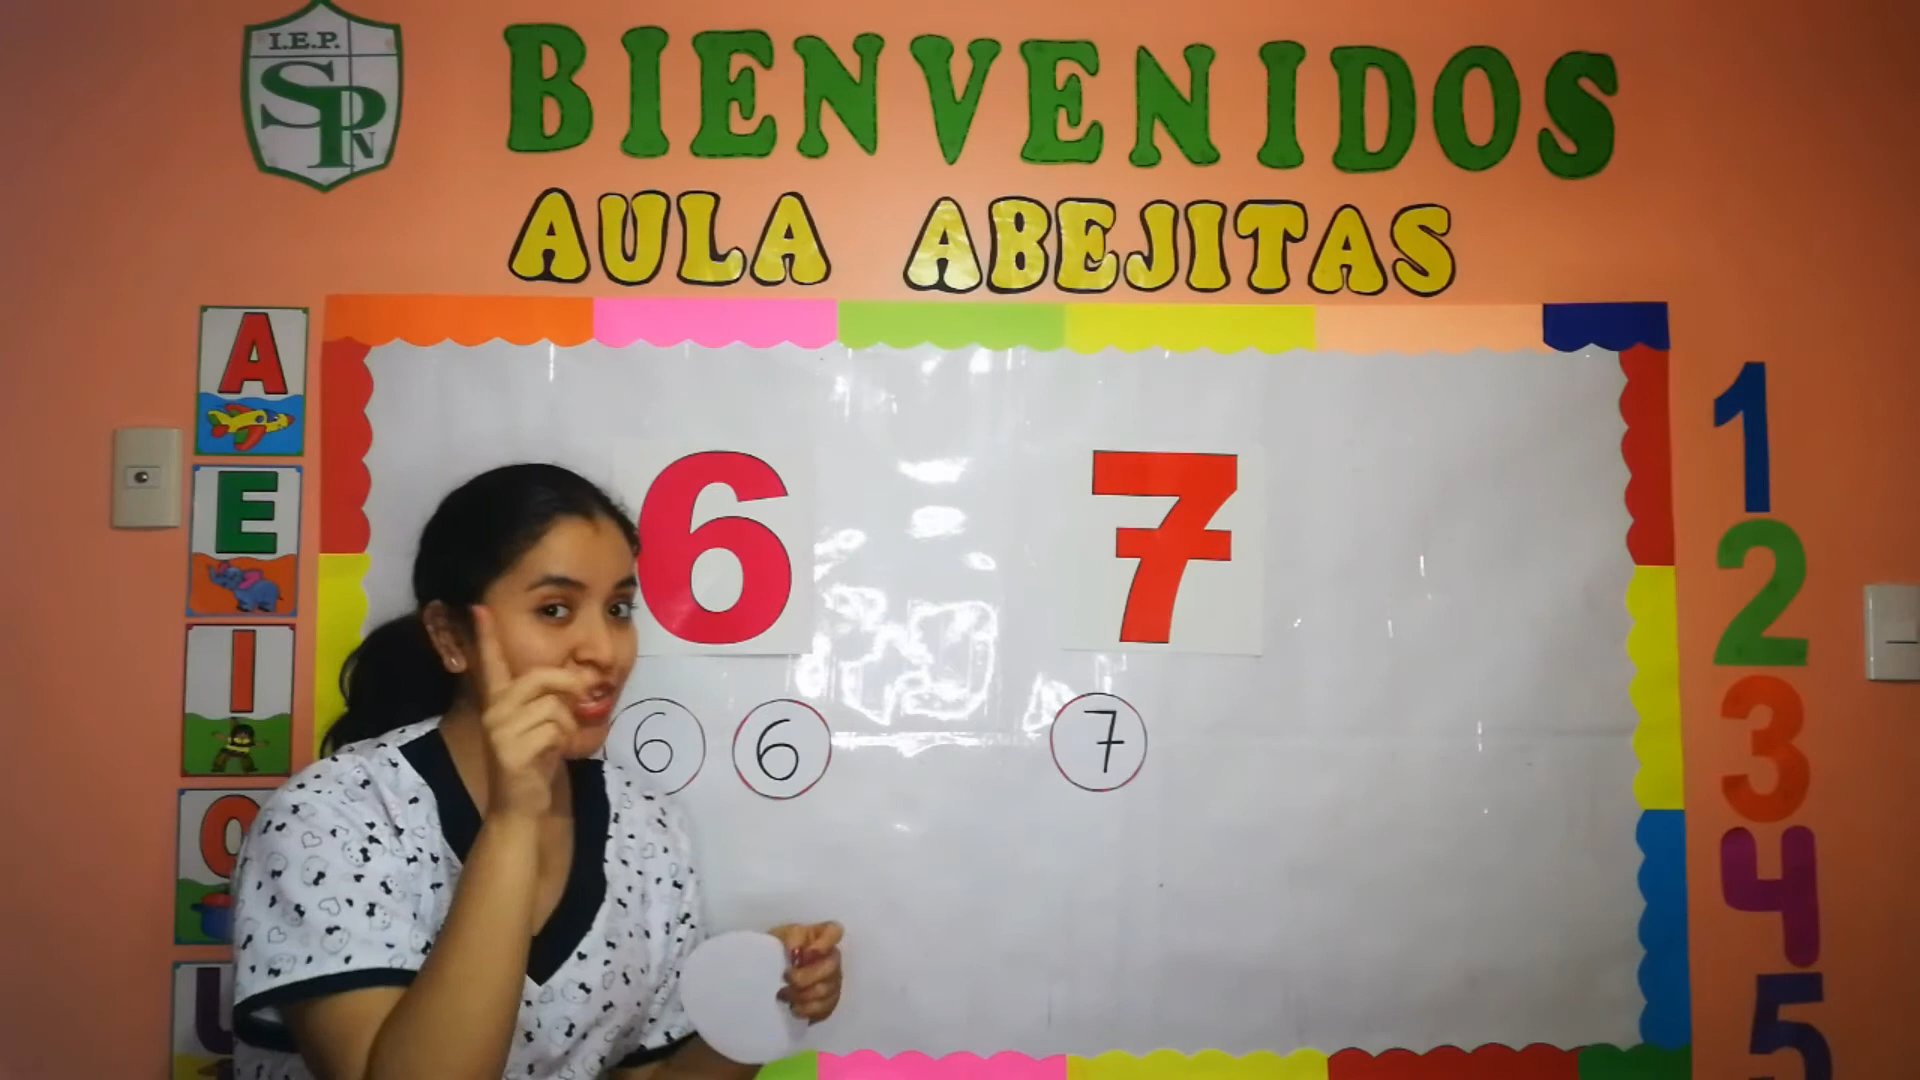 I.E.P.
SPN
BIENVENIDOS
AULA ABEJITAS
A
E
I
O
U
6 7
6 6 7
1
2
3
4
5